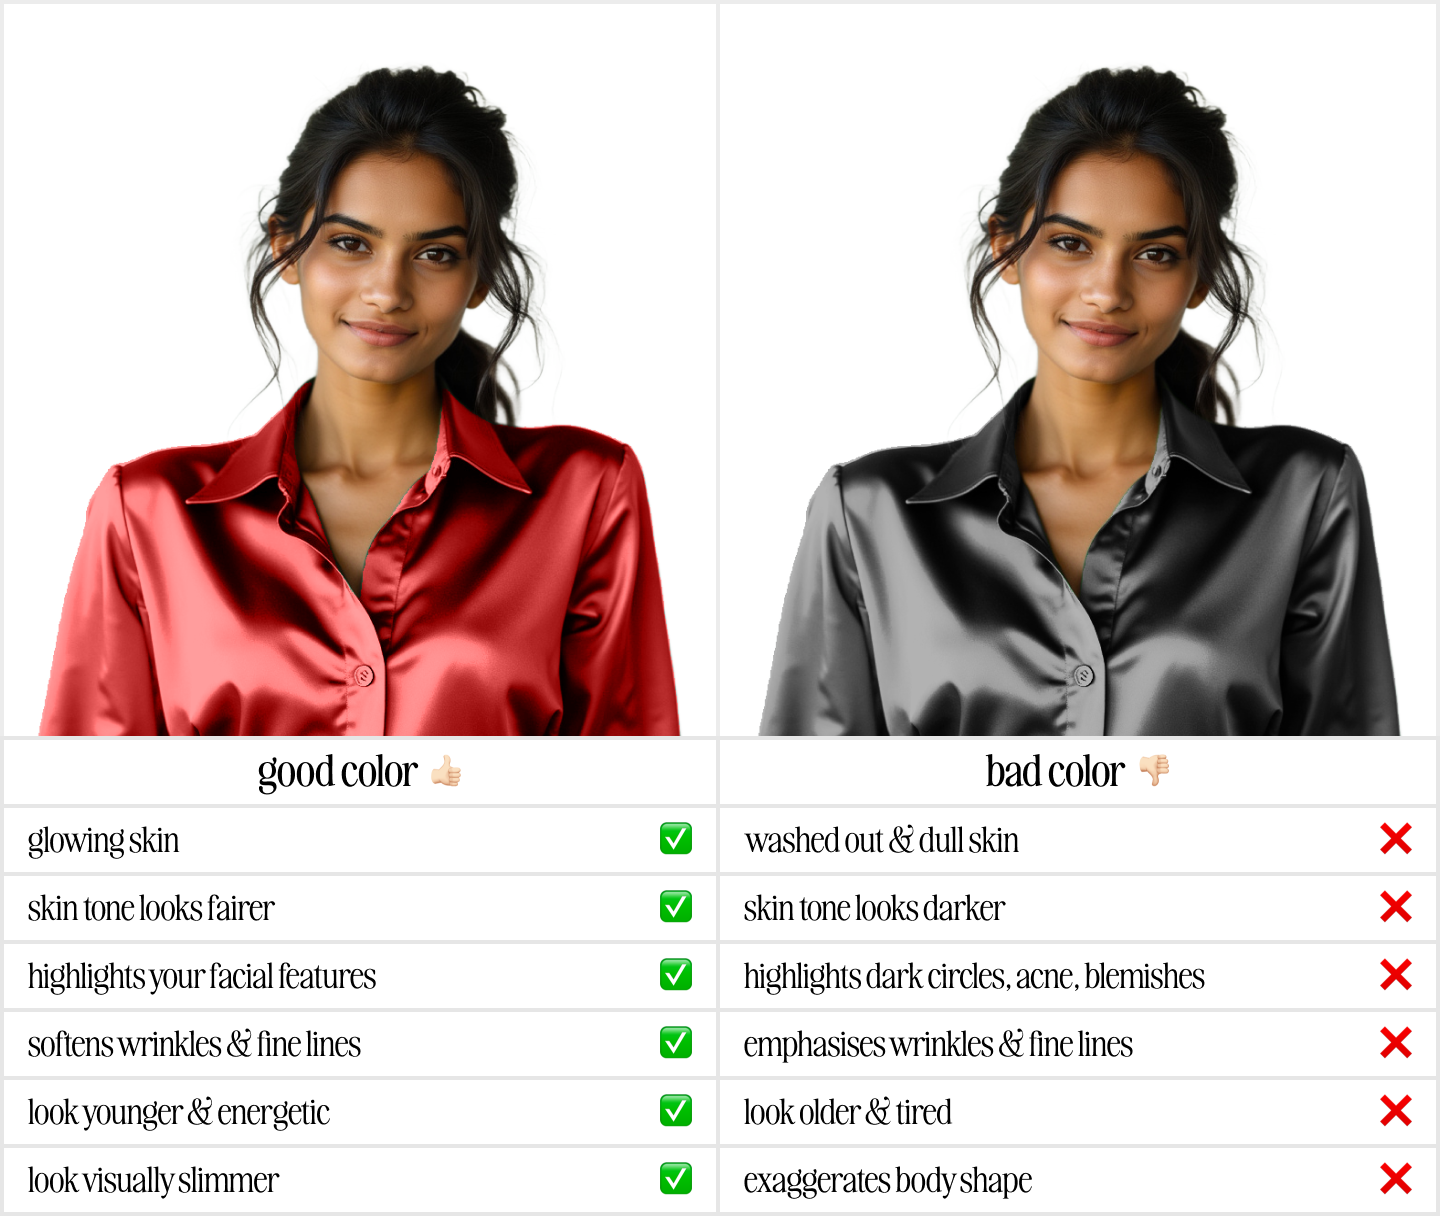 good color 👍🏻
bad color 👎🏻
glowing skin ✅
washed out & dull skin ❌
skin tone looks fairer ✅
skin tone looks darker ❌
highlights your facial features ✅
highlights dark circles, acne, blemishes ❌
softens wrinkles & fine lines ✅
emphasises wrinkles & fine lines ❌
look younger & energetic ✅
look older & tired ❌
look visually slimmer ✅
exaggerates body shape ❌